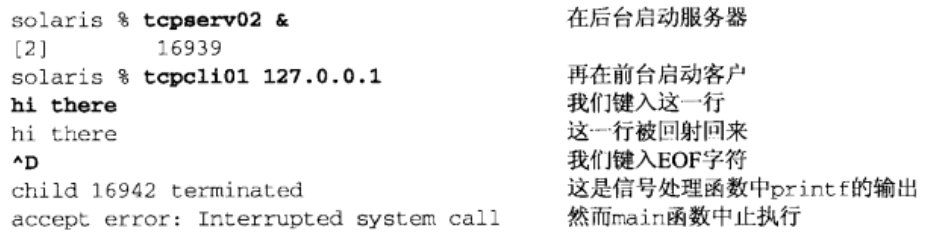 solaris % tcpserv02 & 在后台启动服务器
[2] 16939
solaris % tcpcli01 127.0.0.1 再在前台启动客户
hi there 我们键入这一行
hi there 这一行被回射回来
^D 我们键入EOF字符
child 16942 terminated 这是信号处理函数中printf的输出
accept error: Interrupted system call 然而main函数中止执行